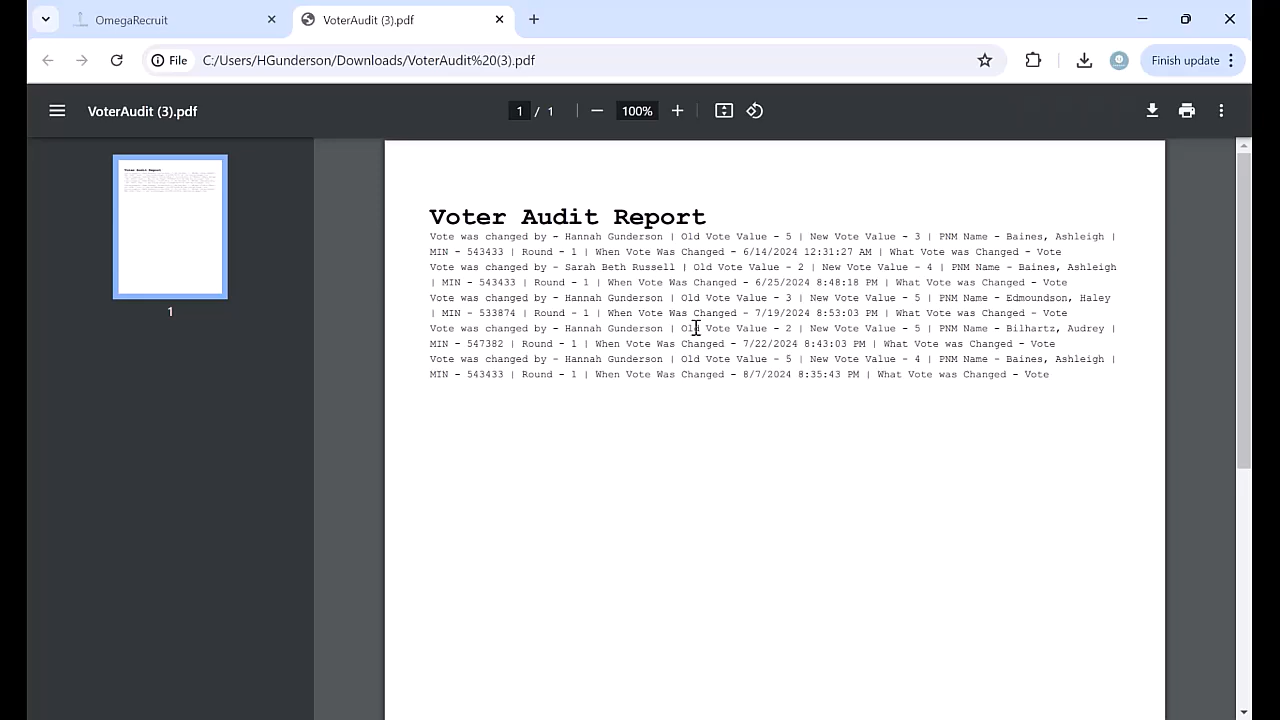 OmegaRecruit
VoterAudit (3).pdf
File
C:/Users/HGunderson/Downloads/VoterAudit%20(3).pdf
Finish update
VoterAudit (3).pdf
1 / 1
100%
1
Voter Audit Report
Vote was changed by - Hannah Gunderson | Old Vote Value - 5 | New Vote Value - 3 | PNM Name - Baines, Ashleigh |
MIN - 543433 | Round - 1 | When Vote Was Changed - 6/14/2024 12:31:27 AM | What Vote was Changed - Vote
Vote was changed by - Sarah Beth Russell | Old Vote Value - 2 | New Vote Value - 4 | PNM Name - Baines, Ashleigh
| MIN - 543433 | Round - 1 | When Vote Was Changed - 6/25/2024 8:48:18 PM | What Vote was Changed - Vote
Vote was changed by - Hannah Gunderson | Old Vote Value - 3 | New Vote Value - 5 | PNM Name - Edmoundson, Haley
| MIN - 533874 | Round - 1 | When Vote Was Changed - 7/19/2024 8:53:03 PM | What Vote was Changed - Vote
Vote was changed by - Hannah Gunderson | Old Vote Value - 2 | New Vote Value - 5 | PNM Name - Bilhartz, Audrey |
MIN - 547382 | Round - 1 | When Vote Was Changed - 7/22/2024 8:43:03 PM | What Vote was Changed - Vote
Vote was changed by - Hannah Gunderson | Old Vote Value - 5 | New Vote Value - 4 | PNM Name - Baines, Ashleigh |
MIN - 543433 | Round - 1 | When Vote Was Changed - 8/7/2024 8:35:43 PM | What Vote was Changed - Vote